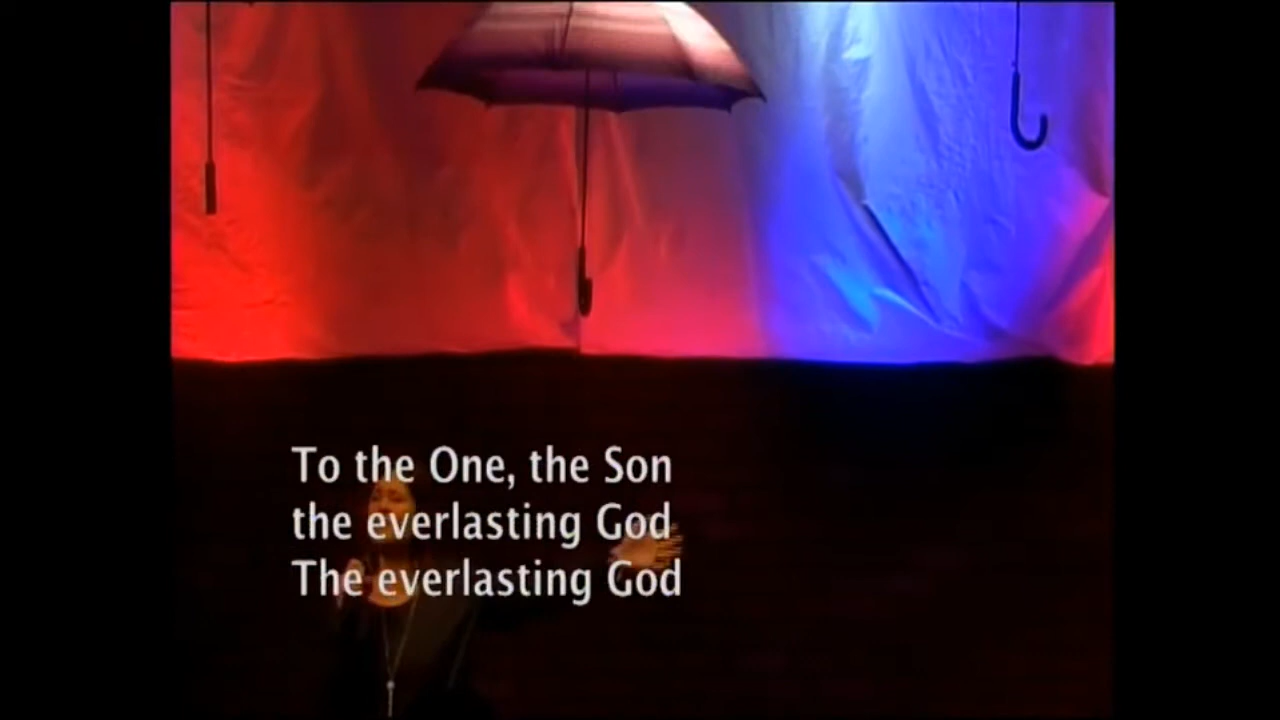 To the One, the Son
the everlasting God
The everlasting God